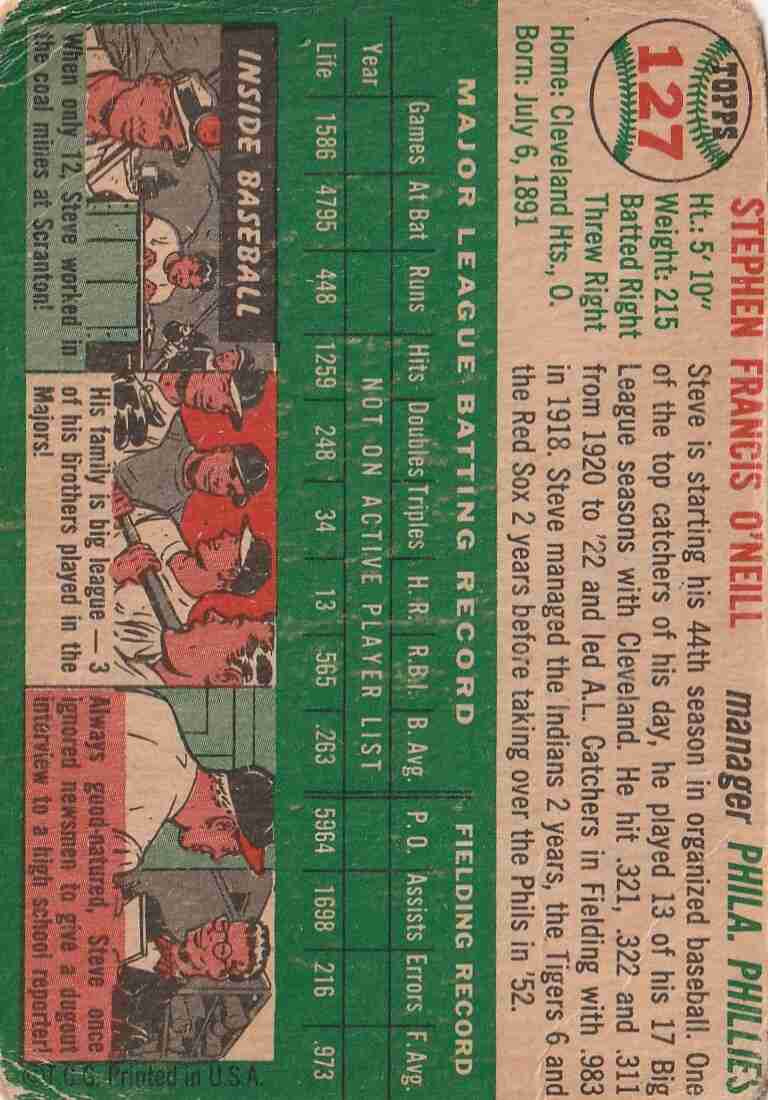 TOPPS
127
STEPHEN FRANCIS O'NEILL manager PHILA. PHILLIES
Ht.: 5' 10"
Weight: 215
Batted Right
Threw Right
Home: Cleveland Hts., O.
Born: July 6, 1891
Steve is starting his 44th season in organized baseball. One
of the top catchers of his day, he played 13 of his 17 Big
League seasons with Cleveland. He hit .321, .322 and .311
from 1920 to '22 and led A.L. Catchers in Fielding with .983
in 1918. Steve managed the Indians 2 years, the Tigers 6 and
the Red Sox 2 years before taking over the Phils in '52.
MAJOR LEAGUE BATTING RECORD FIELDING RECORD
Games At Bat Runs Hits Doubles Triples H. R. R.B.I. B. Avg. P. O. Assists Errors F. Avg.
Year NOT ON ACTIVE PLAYER LIST
Life 1586 4795 448 1259 248 34 13 565 .263 5964 1698 216 .973
INSIDE BASEBALL
When only 12, Steve worked in
the coal mines at Scranton!
His family is big league — 3
of his brothers played in the
Majors!
Always good-natured, Steve once
ignored newsmen to give a dugout
interview to a high school reporter!
©T.C.G. Printed in U.S.A.